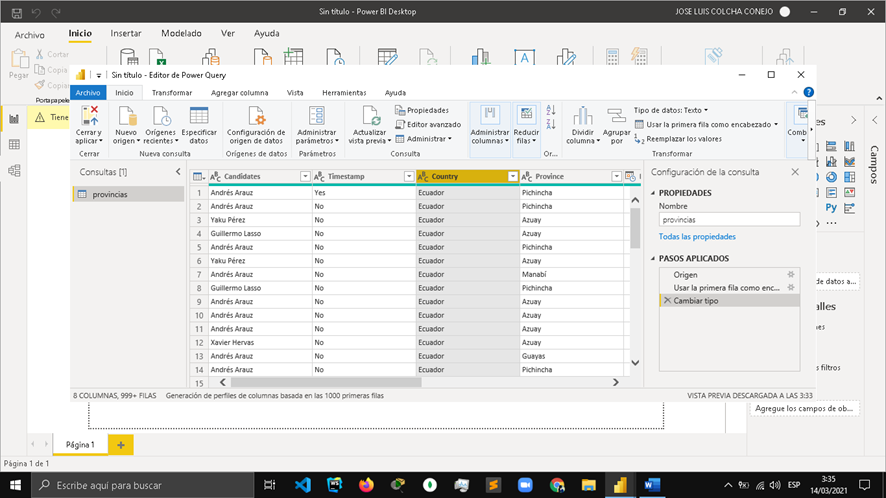 Sin título - Power BI Desktop
JOSE LUIS COLCHA CONEJO
Archivo Inicio Insertar Modelado Ver Ayuda
Pegar
Cortar
Copia
Copiar
Portapapeles
Tiene
Sin título - Editor de Power Query
Archivo Inicio Transformar Agregar columna Vista Herramientas Ayuda
Cerrar y aplicar
Nuevo origen
Orígenes recientes
Especificar datos
Configuración de origen de datos
Administrar parámetros
Actualizar vista previa
Propiedades
Editor avanzado
Administrar
Administrar columnas
Reducir filas
Dividir columna
Agrupar por
Tipo de datos: Texto
Usar la primera fila como encabezado
Reemplazar los valores
Comb
Cerrar Nueva consulta Orígenes de datos Parámetros Consulta Or... Transformar
Consultas [1]
provincias
Candidates Timestamp Country Province
1 Andrés Arauz Yes Ecuador Pichincha
2 Andrés Arauz No Ecuador Pichincha
3 Yaku Pérez No Ecuador Azuay
4 Guillermo Lasso No Ecuador Azuay
5 Andrés Arauz No Ecuador Pichincha
6 Yaku Pérez No Ecuador Azuay
7 Andrés Arauz No Ecuador Manabí
8 Guillermo Lasso No Ecuador Pichincha
9 Andrés Arauz No Ecuador Azuay
10 Andrés Arauz No Ecuador Azuay
11 Andrés Arauz No Ecuador Azuay
12 Xavier Hervas No Ecuador Azuay
13 Andrés Arauz No Ecuador Guayas
14 Andrés Arauz No Ecuador Pichincha
15
Configuración de la consulta
PROPIEDADES
Nombre
provincias
Todas las propiedades
PASOS APLICADOS
Origen
Usar la primera fila como enc...
Cambiar tipo
8 COLUMNAS, 999+ FILAS
Generación de perfiles de columnas basada en las 1000 primeras filas
VISTA PREVIA DESCARGADA A LAS 3:33
es
Campos
Py
de datos a...
alles
nes
s filtros
Agregue los campos de ob...
Página 1
Página 1 de 1
Escribe aquí para buscar
ESP
3:35
14/03/2021